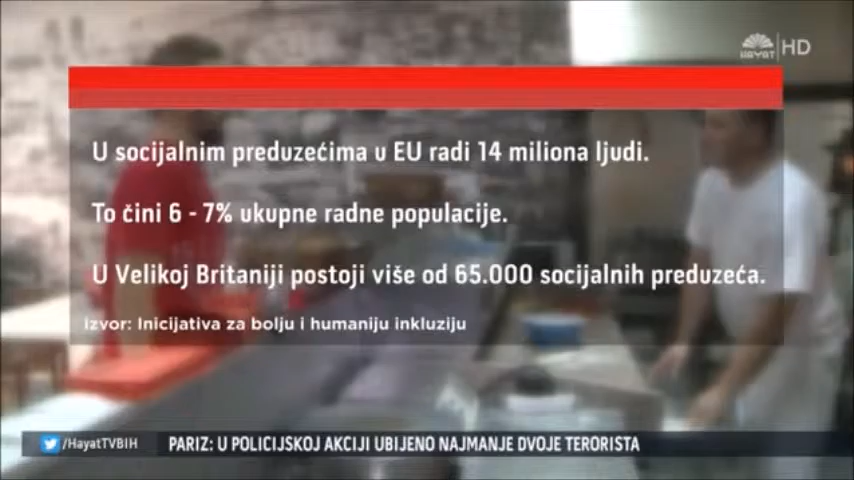 HAYAT HD
U socijalnim preduzećima u EU radi 14 miliona ljudi.
To čini 6 - 7% ukupne radne populacije.
U Velikoj Britaniji postoji više od 65.000 socijalnih preduzeća.
izvor: Inicijativa za bolju i humaniju inkluziju
/HayatTVBIH PARIZ: U POLICIJSKOJ AKCIJI UBIJENO NAJMANJE DVOJE TERORISTA